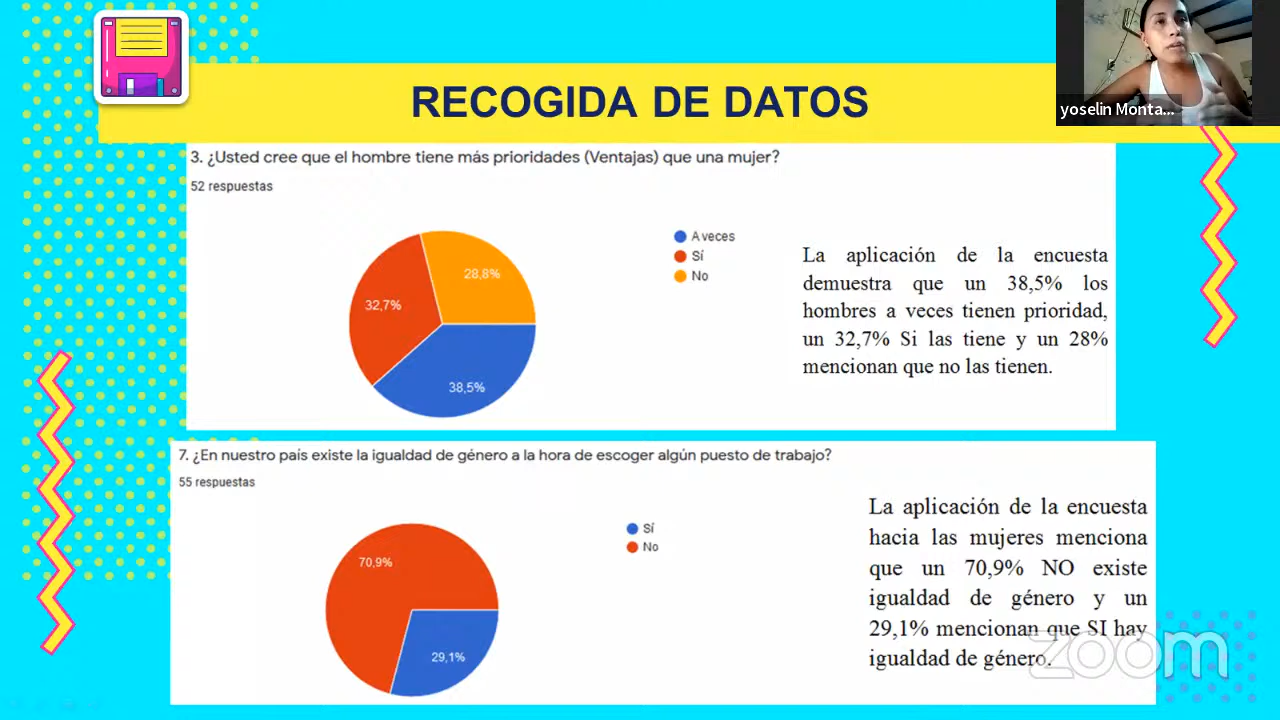 RECOGIDA DE DATOS
yoselin Monta...
3. ¿Usted cree que el hombre tiene más prioridades (Ventajas) que una mujer?
52 respuestas
A veces
Sí
No
28,8%
32,7%
38,5%
La aplicación de la encuesta
demuestra que un 38,5% los
hombres a veces tienen prioridad,
un 32,7% Si las tiene y un 28%
mencionan que no las tienen.
7. ¿En nuestro país existe la igualdad de género a la hora de escoger algún puesto de trabajo?
55 respuestas
Sí
No
70,9%
29,1%
La aplicación de la encuesta
hacia las mujeres menciona
que un 70,9% NO existe
igualdad de género y un
29,1% mencionan que SI hay
igualdad de género.
zoom